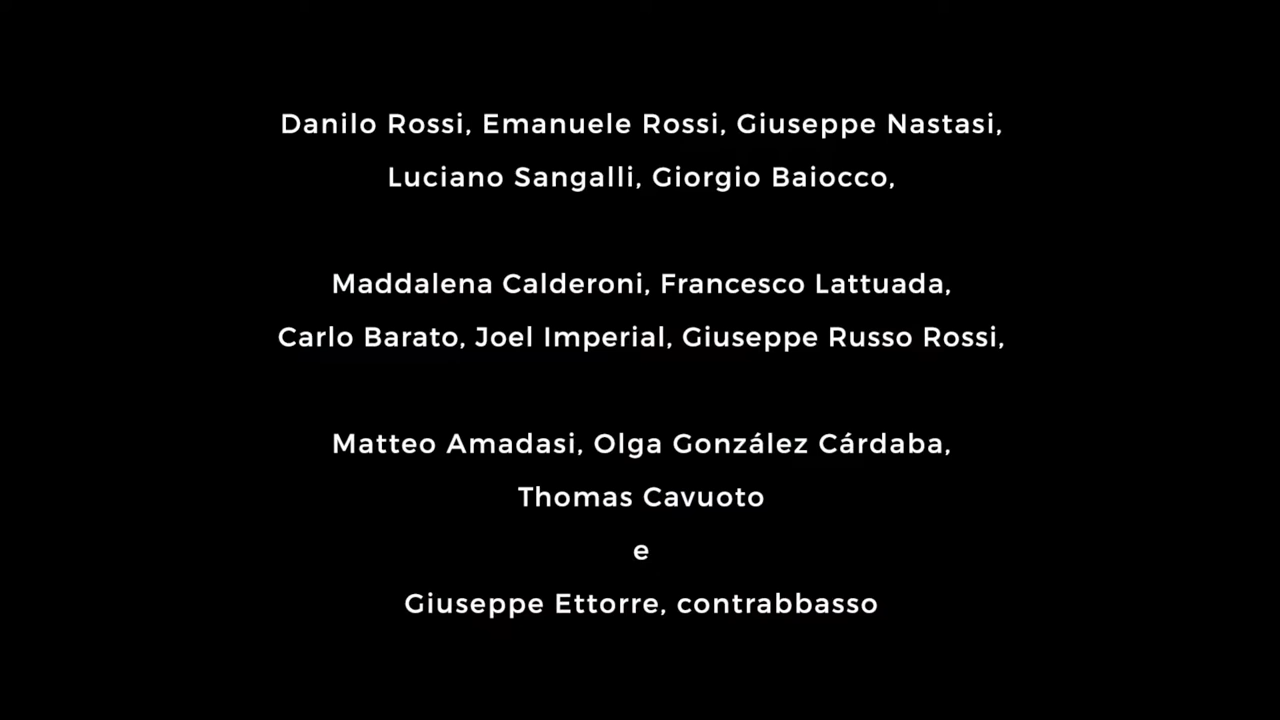 Danilo Rossi, Emanuele Rossi, Giuseppe Nastasi,
Luciano Sangalli, Giorgio Baiocco,
Maddalena Calderoni, Francesco Lattuada,
Carlo Barato, Joel Imperial, Giuseppe Russo Rossi,
Matteo Amadasi, Olga González Cárdaba,
Thomas Cavuoto
e
Giuseppe Ettorre, contrabbasso